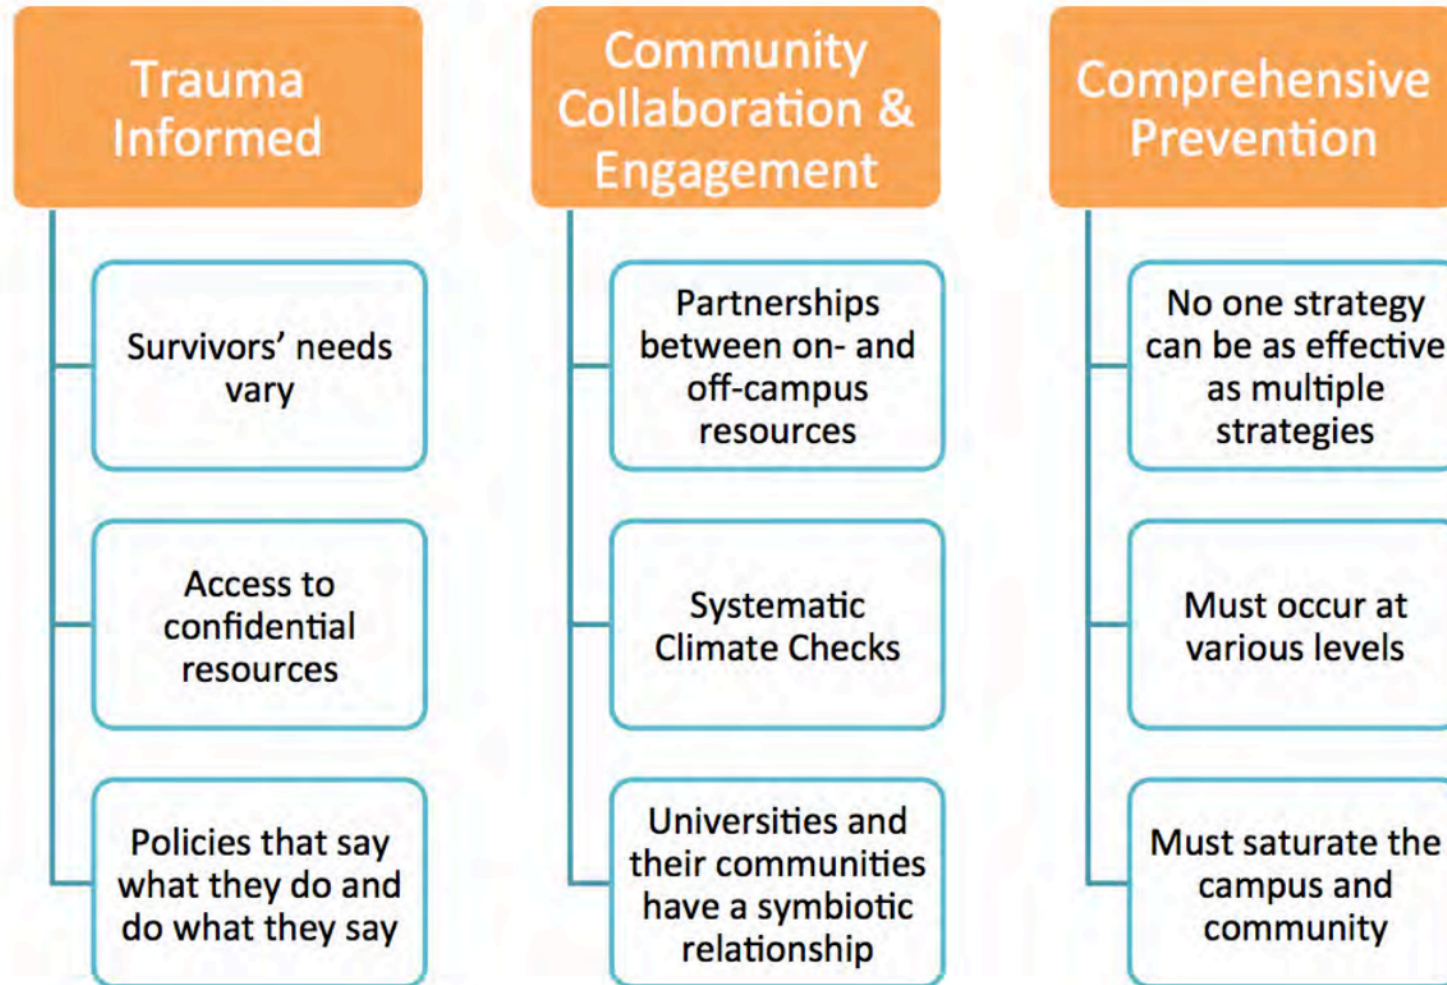 Trauma
Informed
Survivors’ needs
vary
Access to
confidential
resources
Policies that say
what they do and
do what they say
Community
Collaboration &
Engagement
Partnerships
between on- and
off-campus
resources
Systematic
Climate Checks
Universities and
their communities
have a symbiotic
relationship
Comprehensive
Prevention
No one strategy
can be as effective
as multiple
strategies
Must occur at
various levels
Must saturate the
campus and
community